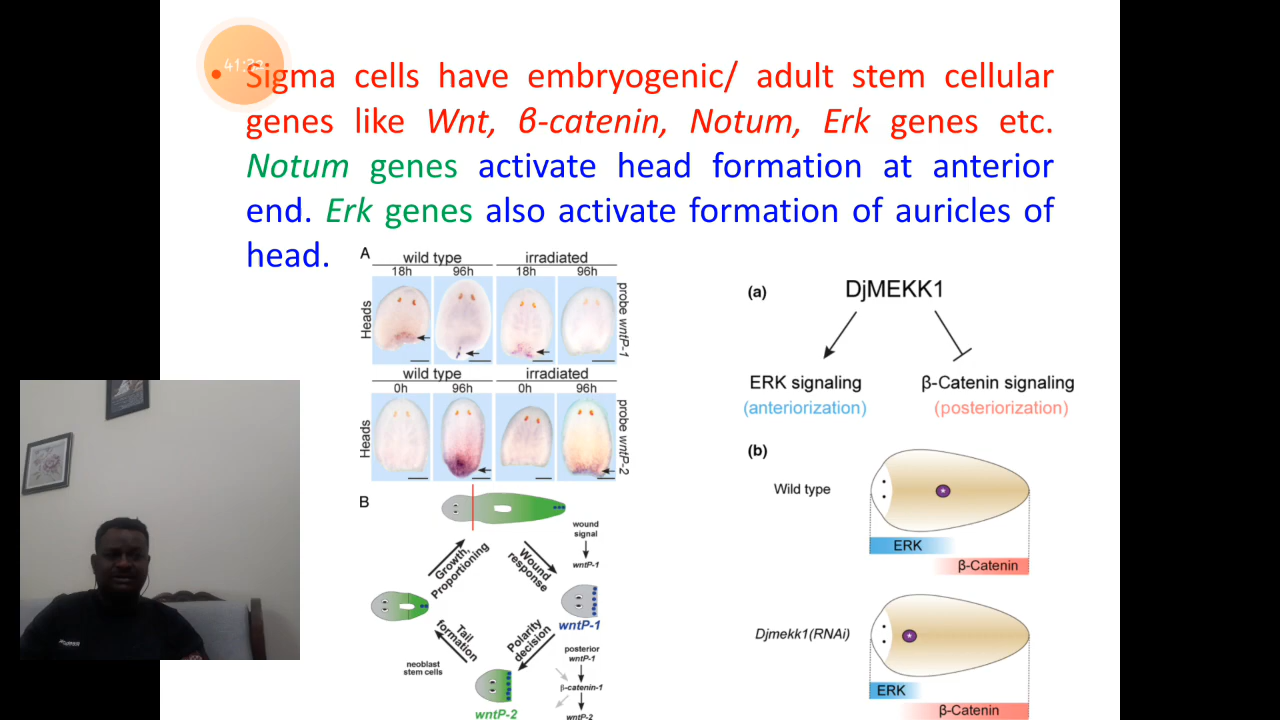 41:32
• Sigma cells have embryogenic/ adult stem cellular
genes like Wnt, β-catenin, Notum, Erk genes etc.
Notum genes activate head formation at anterior
end. Erk genes also activate formation of auricles of
head.
A
wild type irradiated
18h 96h 18h 96h
Heads
probe wntP-1
wild type irradiated
0h 96h 0h 96h
Heads
probe wntP-2
B
wound
signal
wntP-1
Growth,
Proportioning
Wound
response
wntP-1
Tail
formation
Polarity
decision
posterior
wntP-1
neoblast
stem cells
β-catenin-1
wntP-2
wntP-2
(a)
DjMEKK1
ERK signaling β-Catenin signaling
(anteriorization) (posteriorization)
(b)
Wild type
ERK
β-Catenin
Djmekk1(RNAi)
ERK
β-Catenin